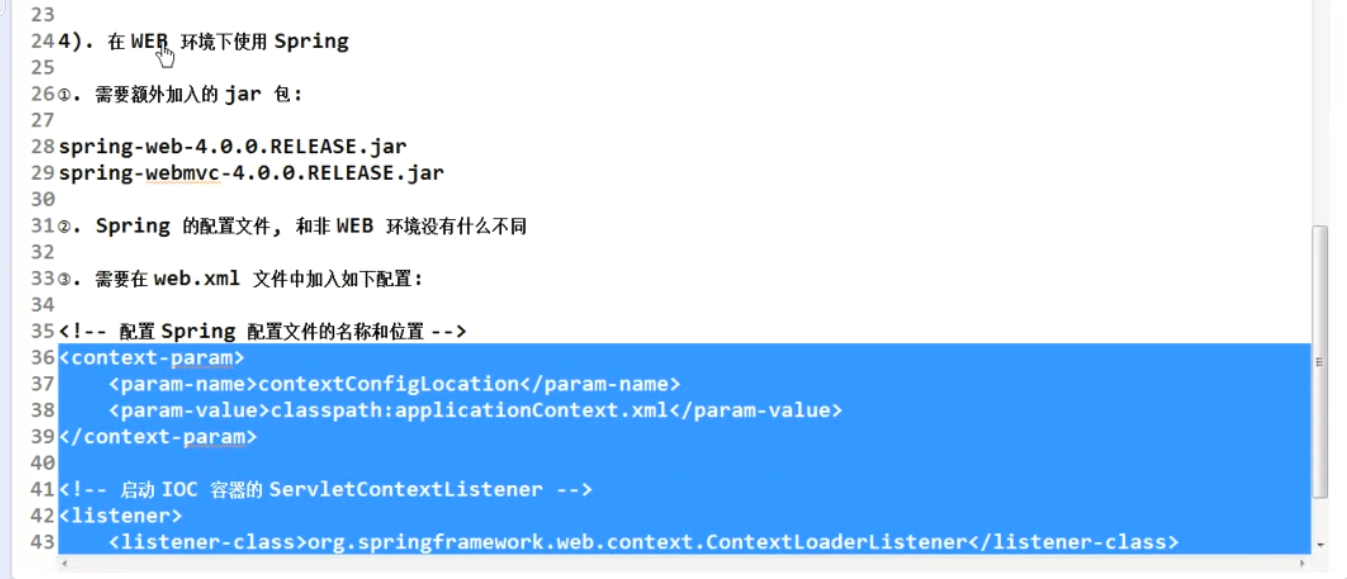 23
24 4). 在 WEB 环境下使用 Spring
25
26 ①. 需要额外加入的 jar 包:
27
28 spring-web-4.0.0.RELEASE.jar
29 spring-webmvc-4.0.0.RELEASE.jar
30
31 ②. Spring 的配置文件, 和非 WEB 环境没有什么不同
32
33 ③. 需要在 web.xml 文件中加入如下配置:
34
35 <!-- 配置 Spring 配置文件的名称和位置 -->
36 <context-param>
37     <param-name>contextConfigLocation</param-name>
38     <param-value>classpath:applicationContext.xml</param-value>
39 </context-param>
40
41 <!-- 启动 IOC 容器的 ServletContextListener -->
42 <listener>
43     <listener-class>org.springframework.web.context.ContextLoaderListener</listener-class>